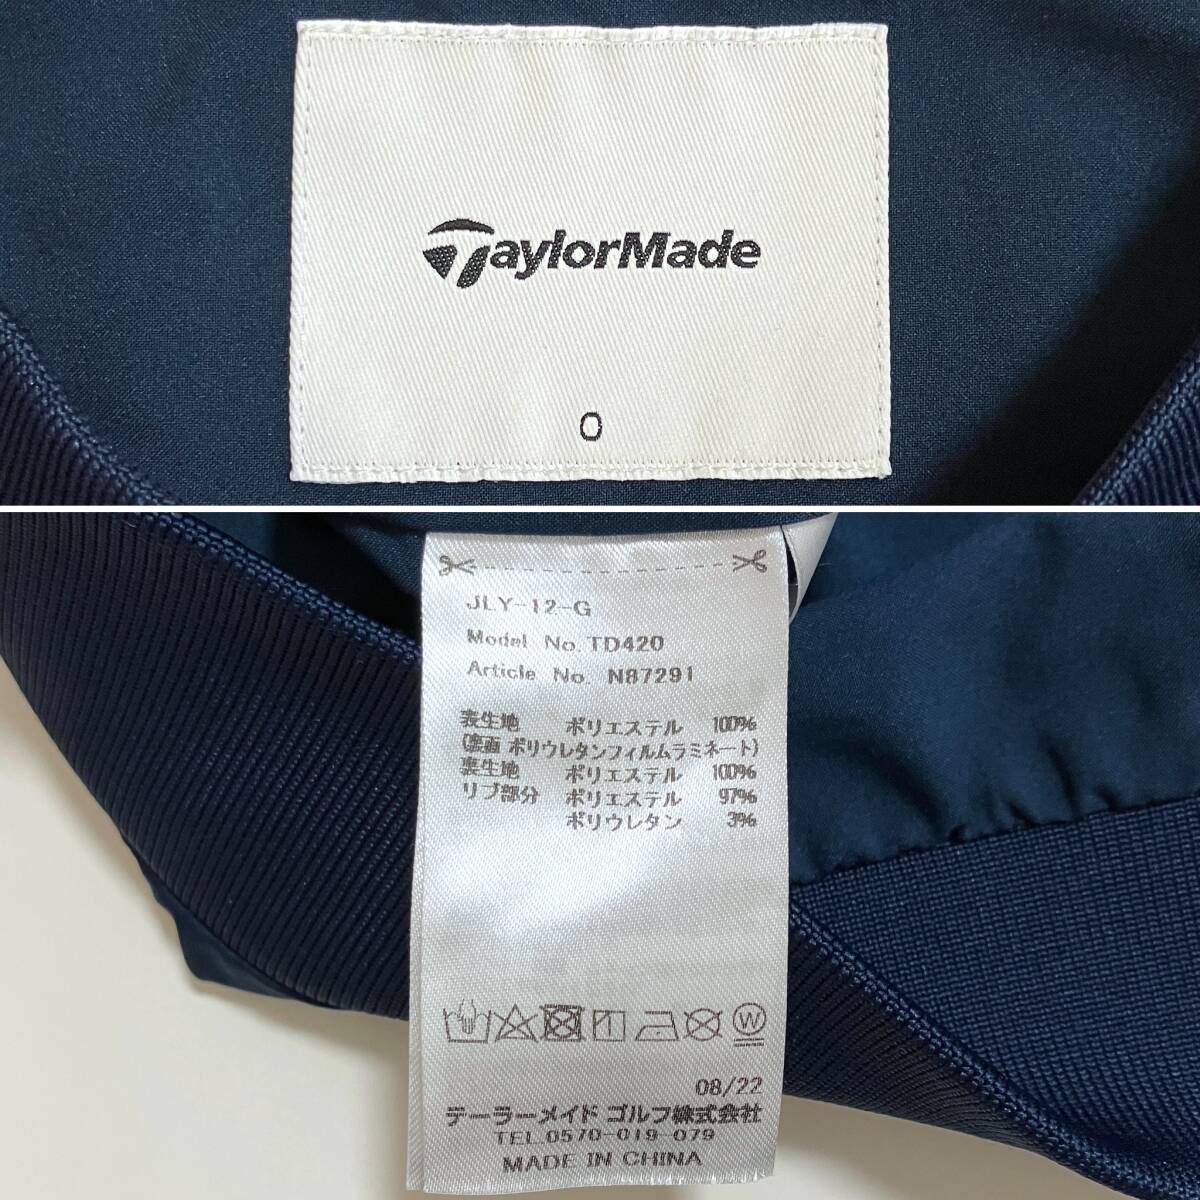 TaylorMade
O
JLY-12-G
Model No. TD420
Article No. N87291
表生地 ポリエステル 100%
(裏面 ポリウレタンフィルムラミネート)
裏生地 ポリエステル 100%
リブ部分 ポリエステル 97%
ポリウレタン 3%
W
08/22
テーラーメイド ゴルフ株式会社
TEL.0570-019-079
MADE IN CHINA